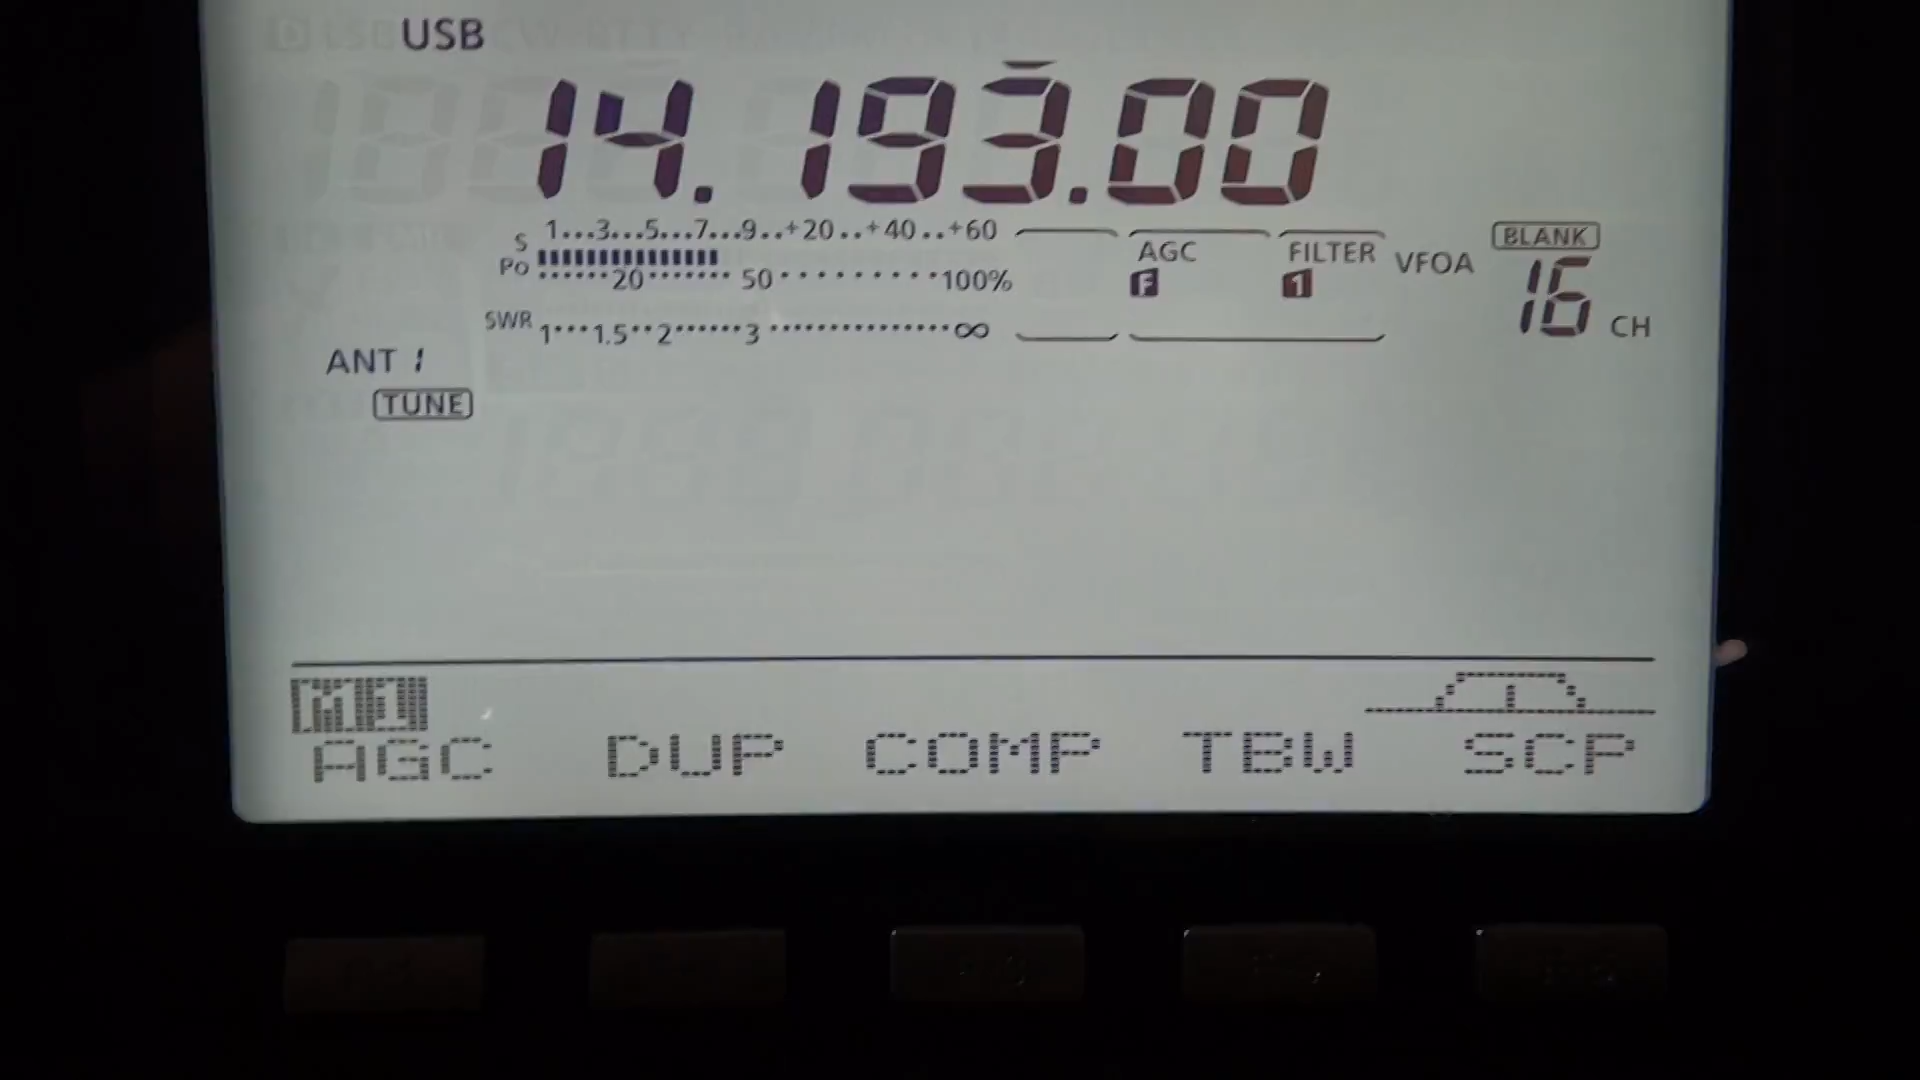 USB
14.193.00
S 1...3...5...7...9..+20..+40..+60
Po 20 50 100%
SWR 1 1.5 2 3 ∞
AGC
F
FILTER
1
VFOA
BLANK
16 CH
ANT 1
TUNE
M1
AGC DUP COMP TBW SCP